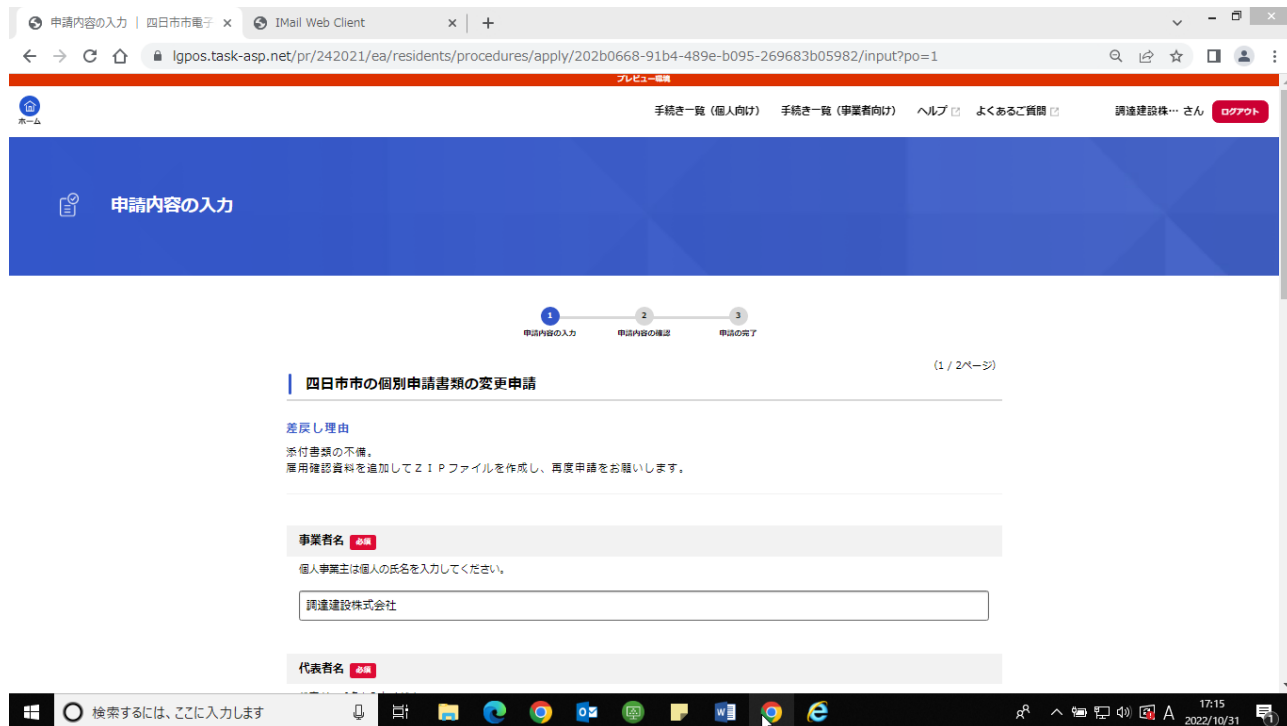 申請内容の入力 | 四日市市電子
IMail Web Client
lgpos.task-asp.net/pr/242021/ea/residents/procedures/apply/202b0668-91b4-489e-b095-269683b05982/input?po=1
プレビュー環境
ホーム
手続き一覧（個人向け） 手続き一覧（事業者向け） ヘルプ よくあるご質問 調達建設株… さん ログアウト
申請内容の入力
1 2 3
申請内容の入力 申請内容の確認 申請の完了
（1 / 2ページ）
四日市市の個別申請書類の変更申請
差戻し理由
添付書類の不備。
雇用確認資料を追加してＺＩＰファイルを作成し、再度申請をお願いします。
事業者名 必須
個人事業主は個人の氏名を入力してください。
調達建設株式会社
代表者名 必須
検索するには、ここに入力します
A 17:15
2022/10/31